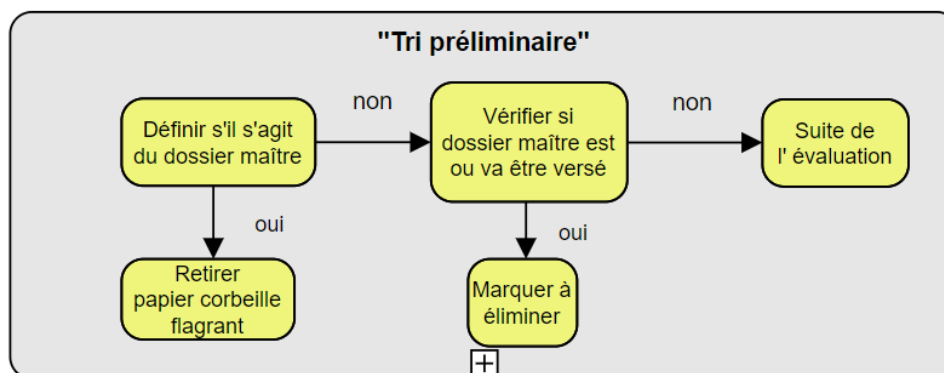 "Tri préliminaire"
Définir s'il s'agit
du dossier maître
non
Vérifier si
dossier maître est
ou va être versé
non
Suite de
l' évaluation
oui
Retirer
papier corbeille
flagrant
oui
Marquer à
éliminer